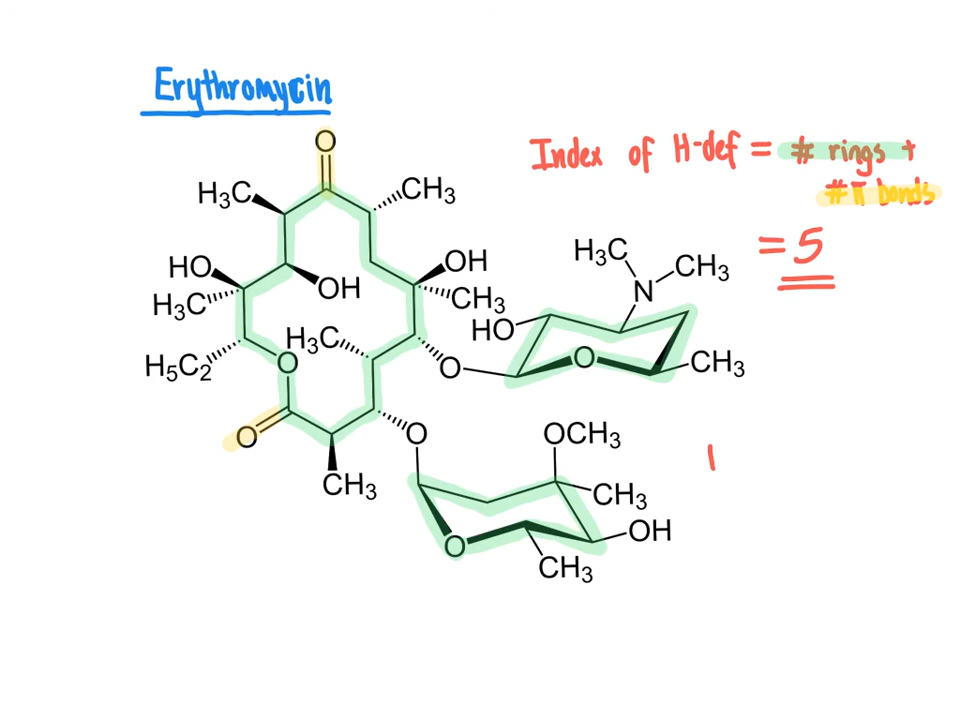 Erythromycin
Index of H-def = # rings +
# π bonds
= 5
O
H₃C
CH₃
HO
OH
OH
H₃C
CH₃
H₃C
CH₃
N
HO
H₃C
O
H₅C₂
O
O
CH₃
O
O
OCH₃
CH₃
CH₃
OH
O
CH₃